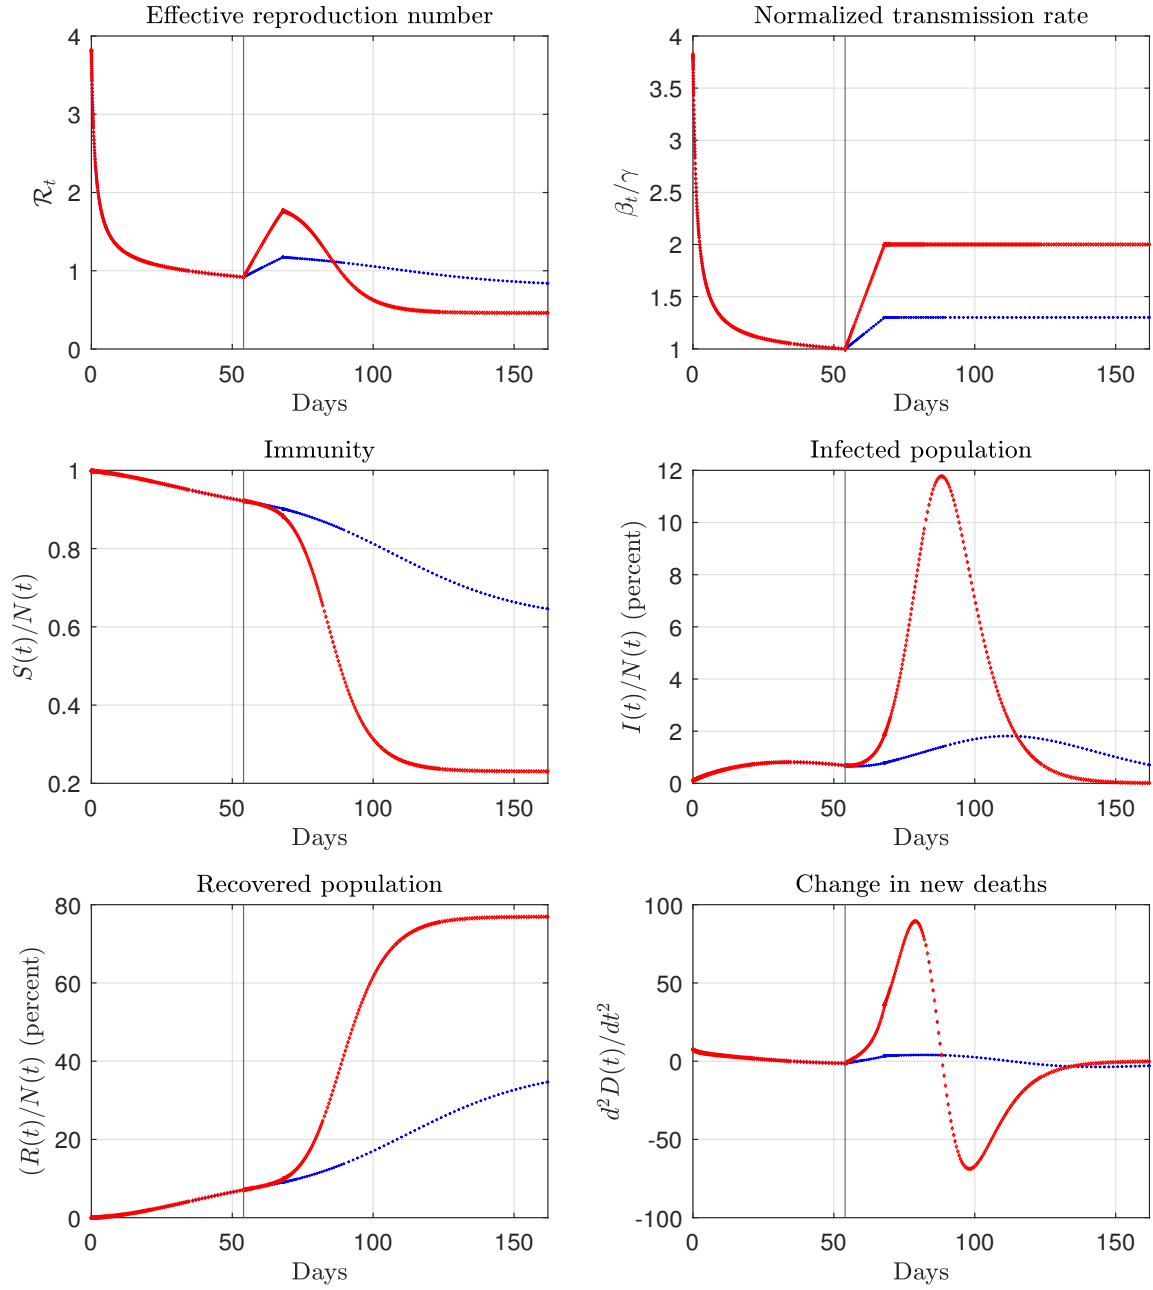 Effective reproduction number
4
3
2
1
0
ℛₜ
0 50 100 150
Days
Normalized transmission rate
4
3.5
3
2.5
2
1.5
1
βₜ/γ
0 50 100 150
Days
Immunity
1
0.8
0.6
0.4
0.2
S(t)/N(t)
0 50 100 150
Days
Infected population
12
10
8
6
4
2
0
I(t)/N(t) (percent)
0 50 100 150
Days
Recovered population
80
60
40
20
0
(R(t)/N(t) (percent)
0 50 100 150
Days
Change in new deaths
100
50
0
-50
-100
d²D(t)/dt²
0 50 100 150
Days